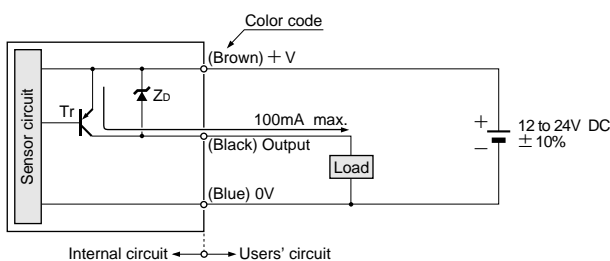 Color code
(Brown) +V
Sensor circuit
Tr
ZD
100mA max.
(Black) Output
Load
+
−
12 to 24V DC
±10%
(Blue) 0V
Internal circuit
Users' circuit